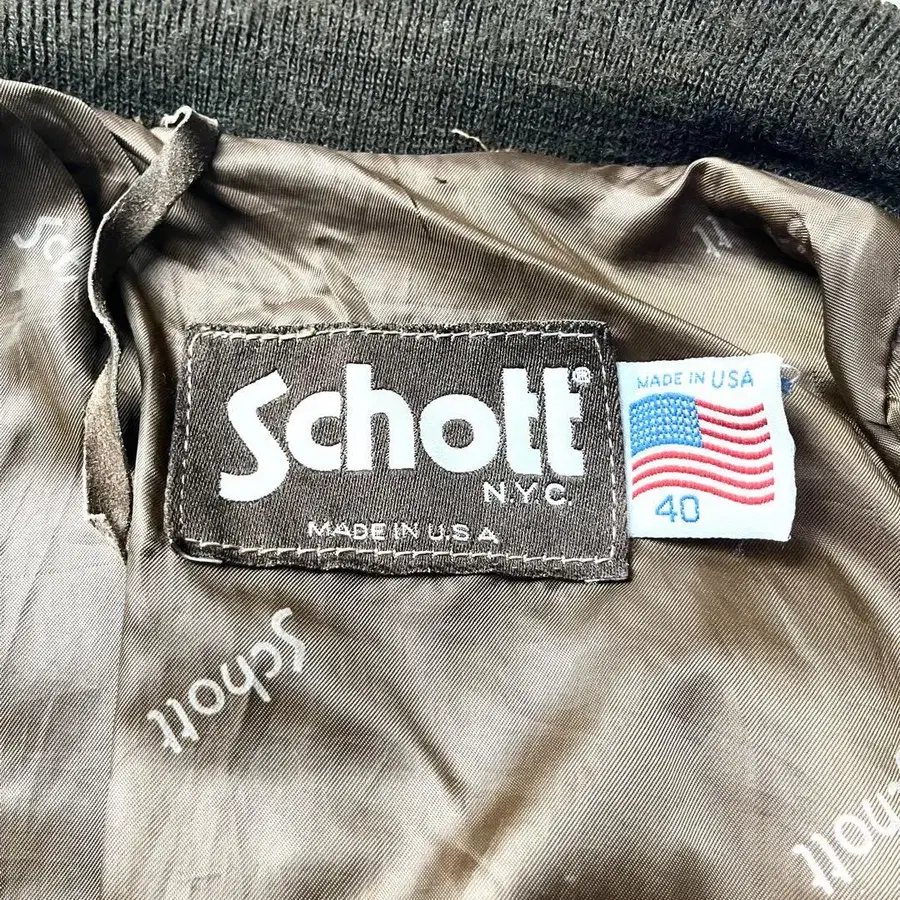 Schott®
N.Y.C.
MADE IN U.S.A
MADE IN USA
40
Schott
Schott